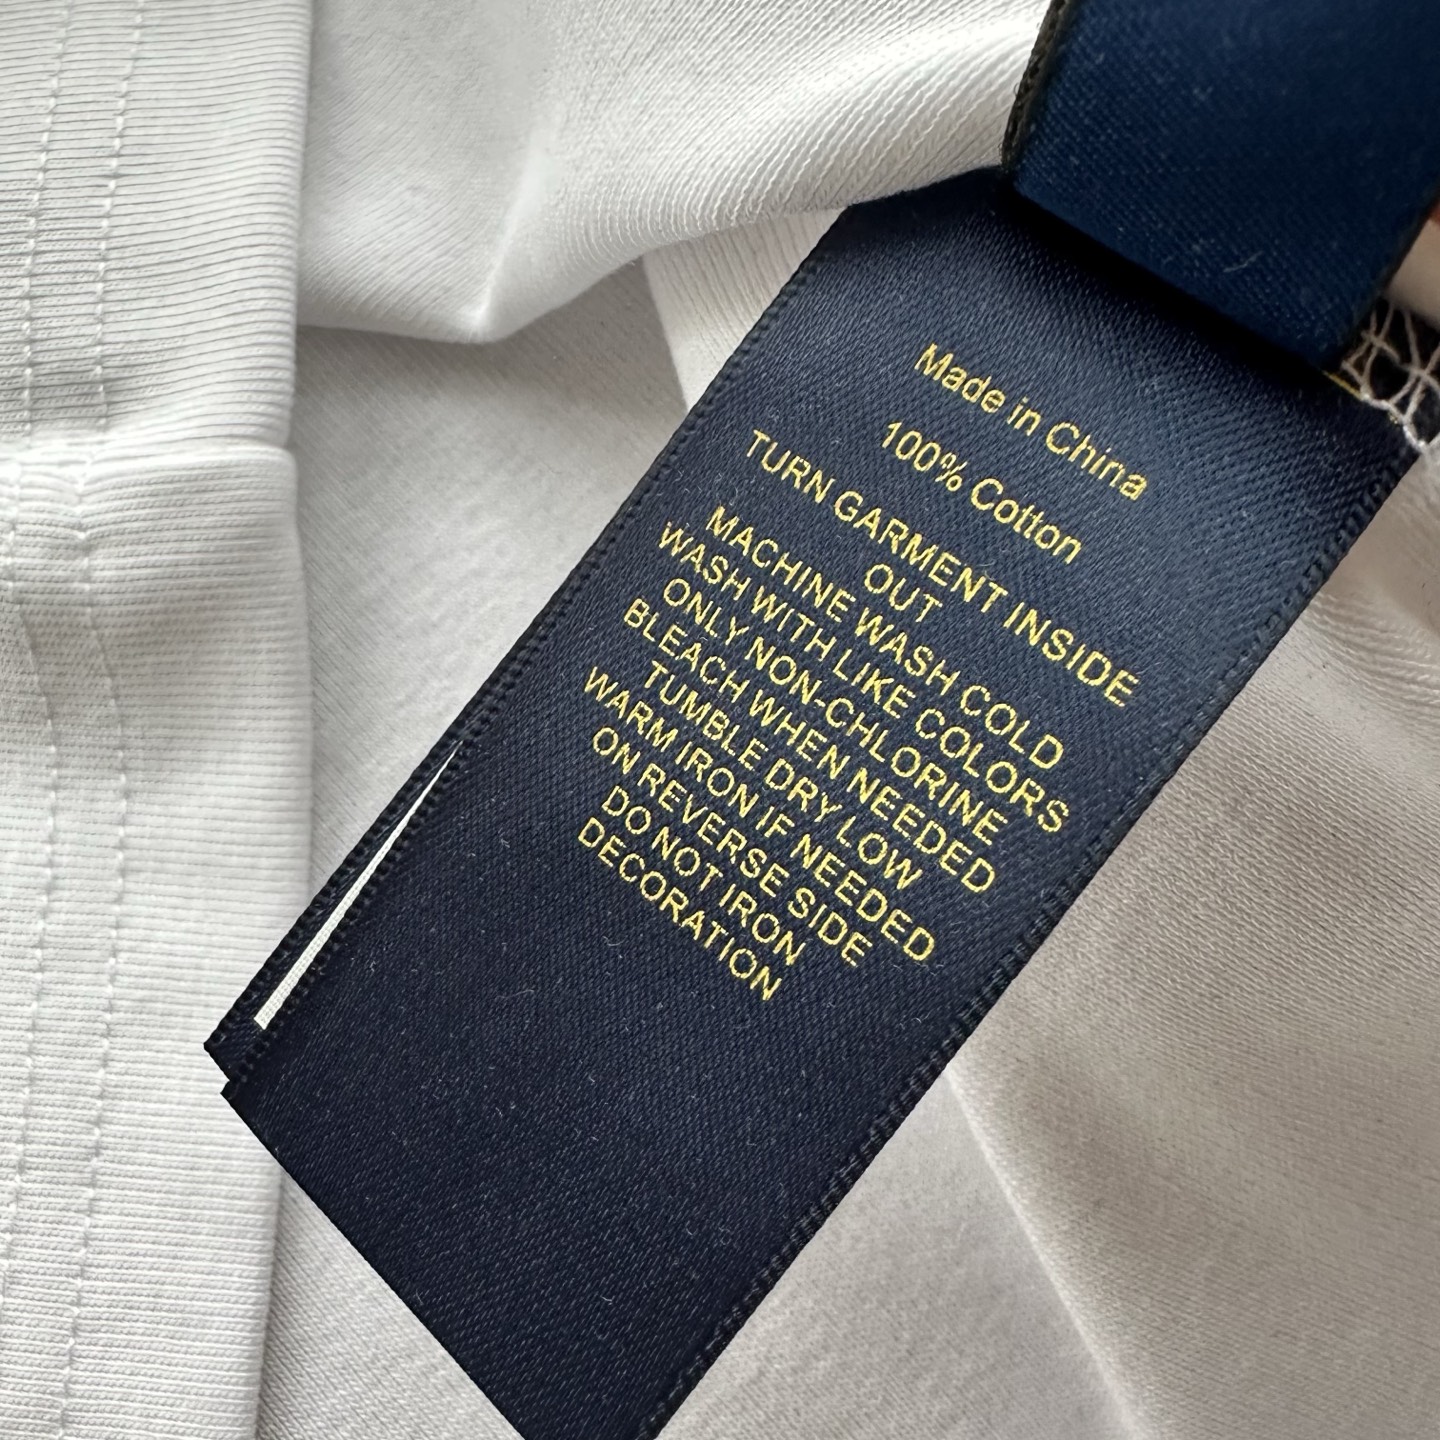 Made in China
100% Cotton
TURN GARMENT INSIDE
OUT
MACHINE WASH COLD
WASH WITH LIKE COLORS
ONLY NON-CHLORINE
BLEACH WHEN NEEDED
TUMBLE DRY LOW
WARM IRON IF NEEDED
ON REVERSE SIDE
DO NOT IRON
DECORATION